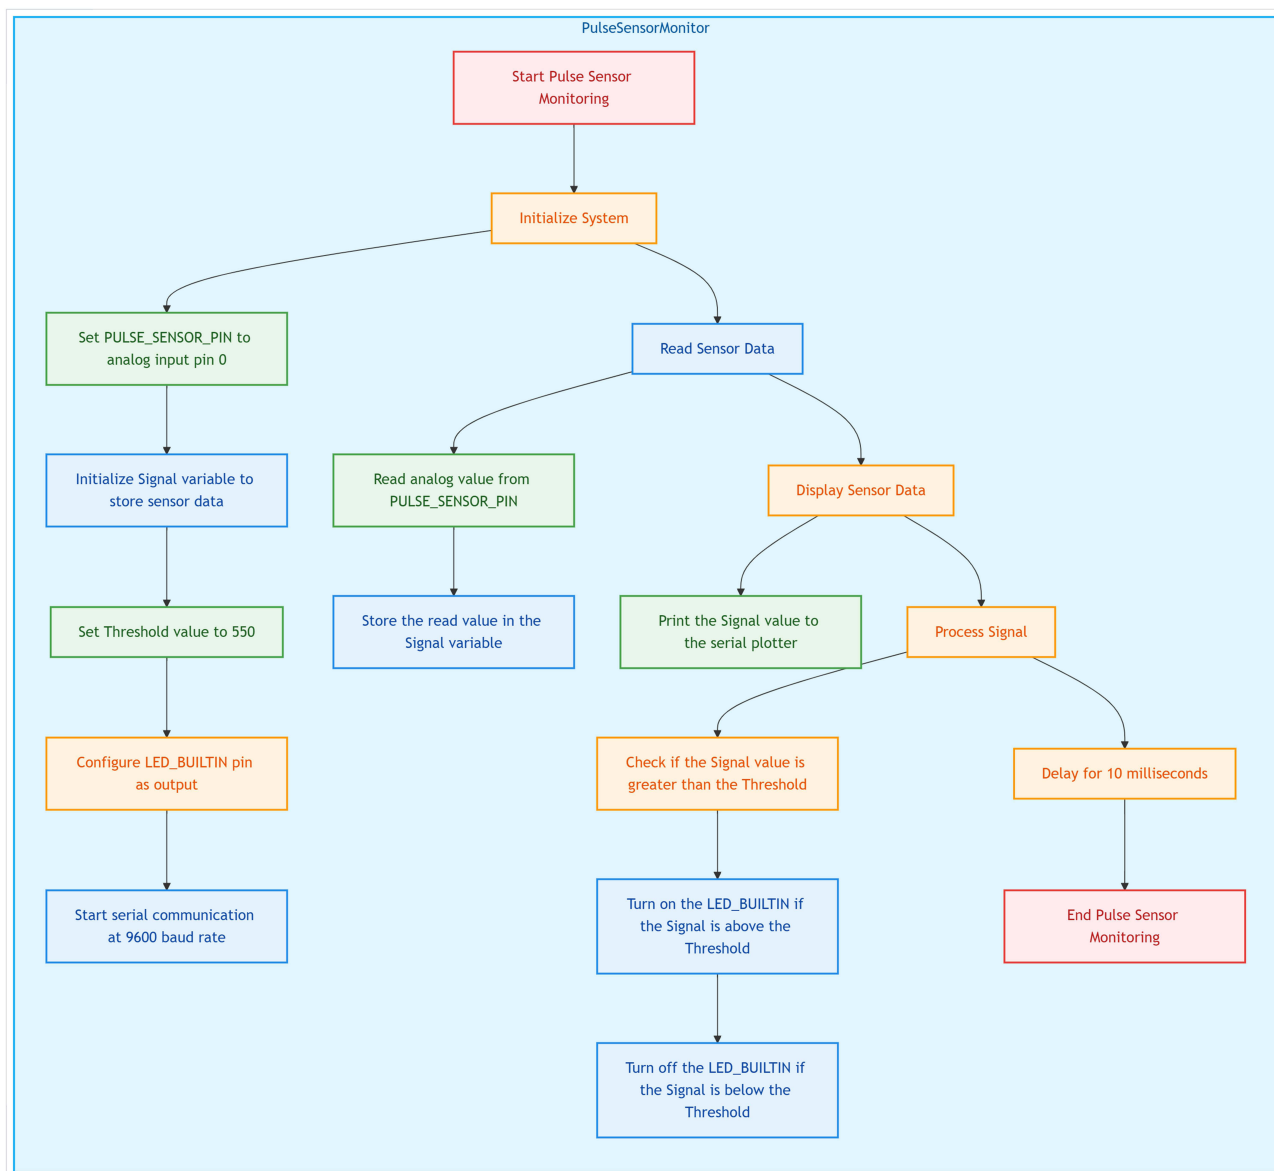 PulseSensorMonitor
Start Pulse Sensor
Monitoring
Initialize System
Set PULSE_SENSOR_PIN to
analog input pin 0
Read Sensor Data
Initialize Signal variable to
store sensor data
Read analog value from
PULSE_SENSOR_PIN
Display Sensor Data
Set Threshold value to 550
Store the read value in the
Signal variable
Print the Signal value to
the serial plotter
Process Signal
Configure LED_BUILTIN pin
as output
Check if the Signal value is
greater than the Threshold
Delay for 10 milliseconds
Start serial communication
at 9600 baud rate
Turn on the LED_BUILTIN if
the Signal is above the
Threshold
End Pulse Sensor
Monitoring
Turn off the LED_BUILTIN if
the Signal is below the
Threshold